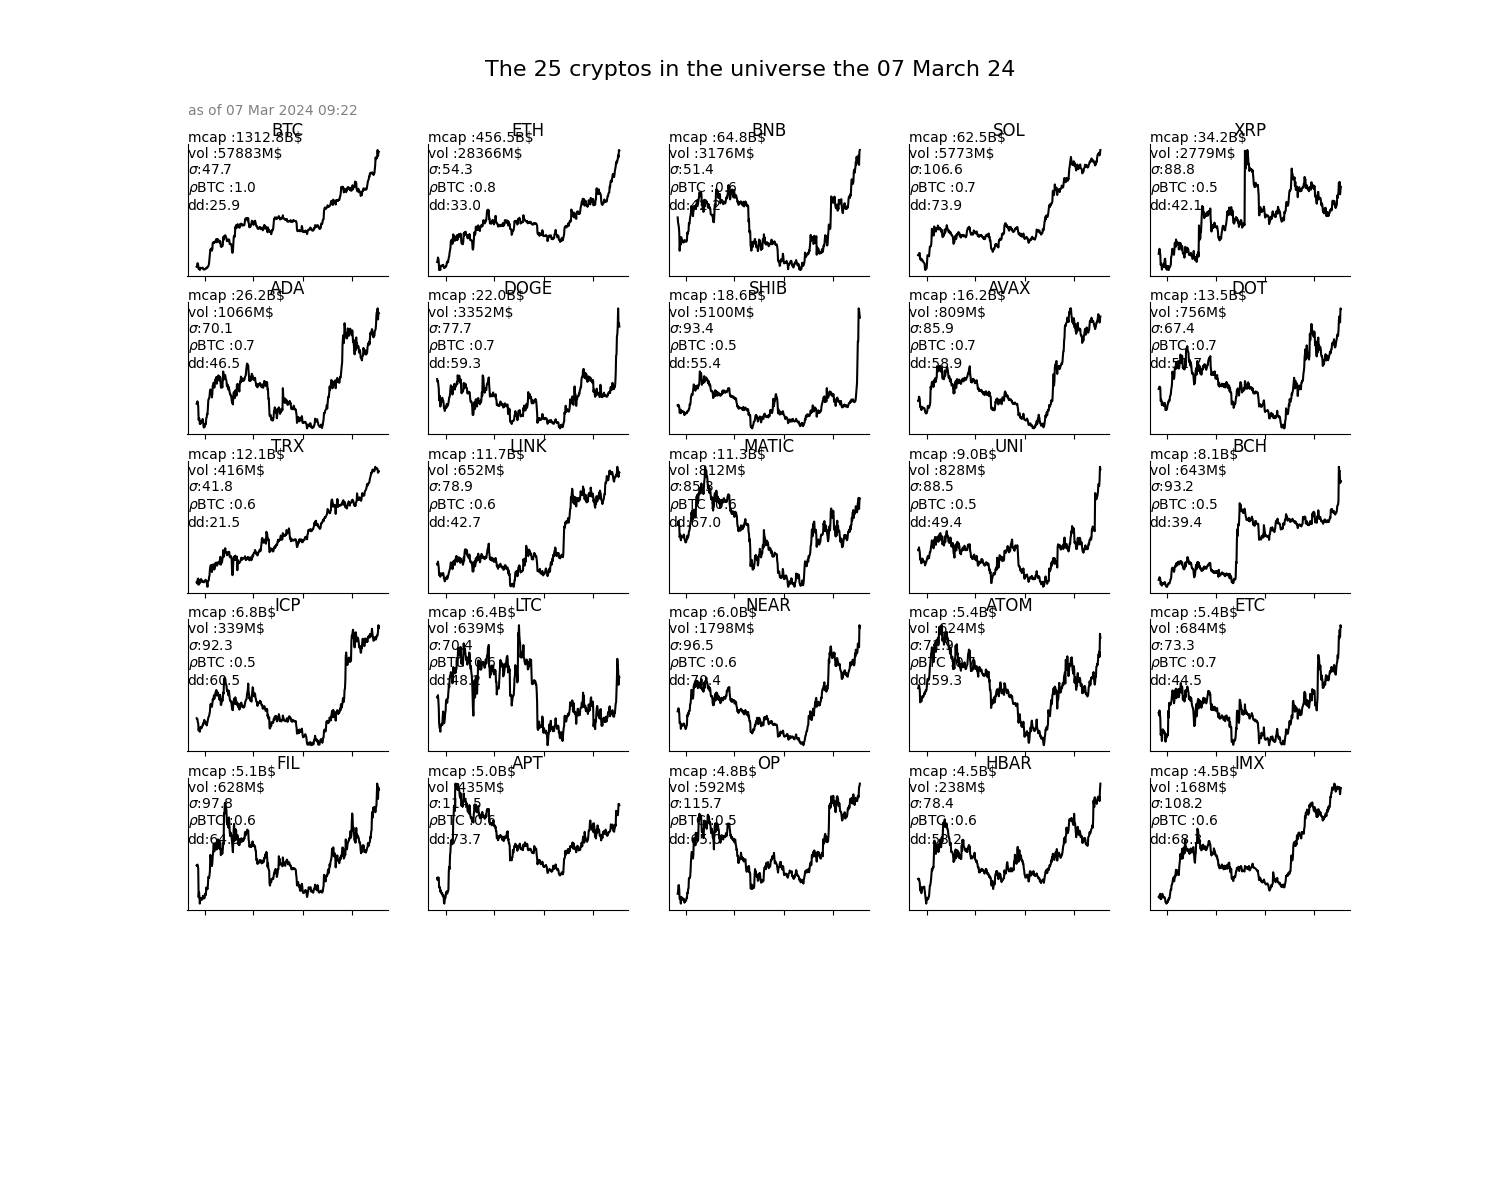 The 25 cryptos in the universe the 07 March 24
as of 07 Mar 2024 09:22
BTC
mcap :1312.8B$
vol :57883M$
σ:47.7
ρBTC :1.0
dd:25.9
ETH
mcap :456.5B$
vol :28366M$
σ:54.3
ρBTC :0.8
dd:33.0
BNB
mcap :64.8B$
vol :3176M$
σ:51.4
ρBTC :0.6
SOL
mcap :62.5B$
vol :5773M$
σ:106.6
ρBTC :0.7
dd:73.9
XRP
mcap :34.2B$
vol :2779M$
σ:88.8
ρBTC :0.5
dd:42.1
ADA
mcap :26.2B$
vol :1066M$
σ:70.1
ρBTC :0.7
dd:46.5
DOGE
mcap :22.0B$
vol :3352M$
σ:77.7
ρBTC :0.7
dd:59.3
SHIB
mcap :18.6B$
vol :5100M$
σ:93.4
ρBTC :0.5
dd:55.4
AVAX
mcap :16.2B$
vol :809M$
σ:85.9
ρBTC :0.7
dd:58.9
DOT
mcap :13.5B$
vol :756M$
σ:67.4
ρBTC :0.7
TRX
mcap :12.1B$
vol :416M$
σ:41.8
ρBTC :0.6
dd:21.5
LINK
mcap :11.7B$
vol :652M$
σ:78.9
ρBTC :0.6
dd:42.7
MATIC
mcap :11.3B$
vol :812M$
ρBTC :0.6
dd:67.0
UNI
mcap :9.0B$
vol :828M$
σ:88.5
ρBTC :0.5
dd:49.4
BCH
mcap :8.1B$
vol :643M$
σ:93.2
ρBTC :0.5
dd:39.4
ICP
mcap :6.8B$
vol :339M$
σ:92.3
ρBTC :0.5
dd:60.5
LTC
mcap :6.4B$
vol :639M$
σ:70.4
dd:48.2
NEAR
mcap :6.0B$
vol :1798M$
σ:96.5
ρBTC :0.6
ATOM
mcap :5.4B$
vol :524M$
dd:59.3
ETC
mcap :5.4B$
vol :684M$
σ:73.3
ρBTC :0.7
dd:44.5
FIL
mcap :5.1B$
vol :628M$
σ:97.8
ρBTC :0.6
APT
mcap :5.0B$
vol :435M$
ρBTC :0.6
dd:73.7
OP
mcap :4.8B$
vol :592M$
σ:115.7
ρBTC :0.5
HBAR
mcap :4.5B$
vol :238M$
σ:78.4
ρBTC :0.6
dd:53.2
IMX
mcap :4.5B$
vol :168M$
σ:108.2
ρBTC :0.6